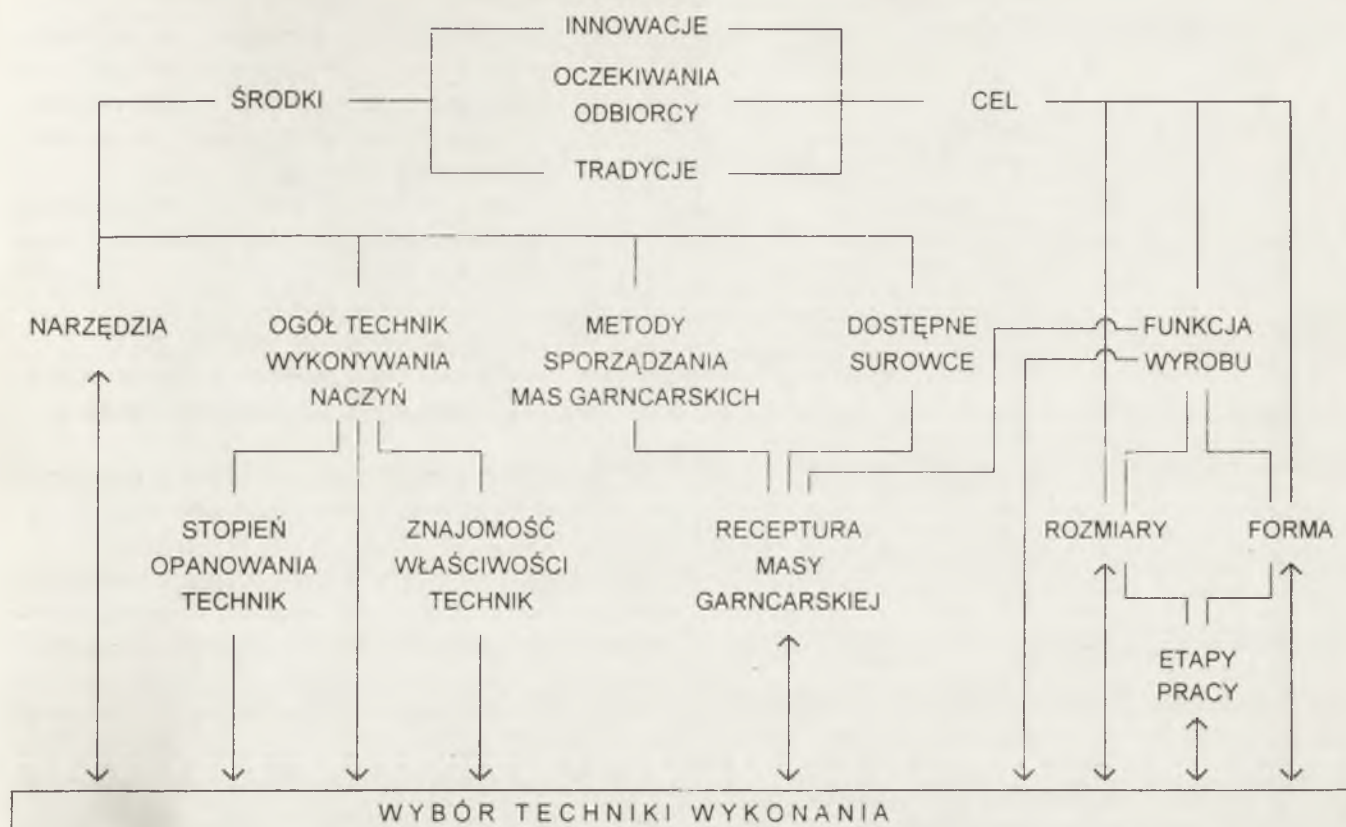 INNOWACJE
ŚRODKI
OCZEKIWANIA
ODBIORCY
CEL
TRADYCJE
NARZĘDZIA
OGÓŁ TECHNIK
WYKONYWANIA
NACZYŃ
METODY
SPORZĄDZANIA
MAS GARNCARSKICH
DOSTĘPNE
SUROWCE
FUNKCJA
WYROBU
STOPIEŃ
OPANOWANIA
TECHNIK
ZNAJOMOŚĆ
WŁAŚCIWOŚCI
TECHNIK
RECEPTURA
MASY
GARNCARSKIEJ
ROZMIARY
FORMA
ETAPY
PRACY
WYBÓR TECHNIKI WYKONANIA